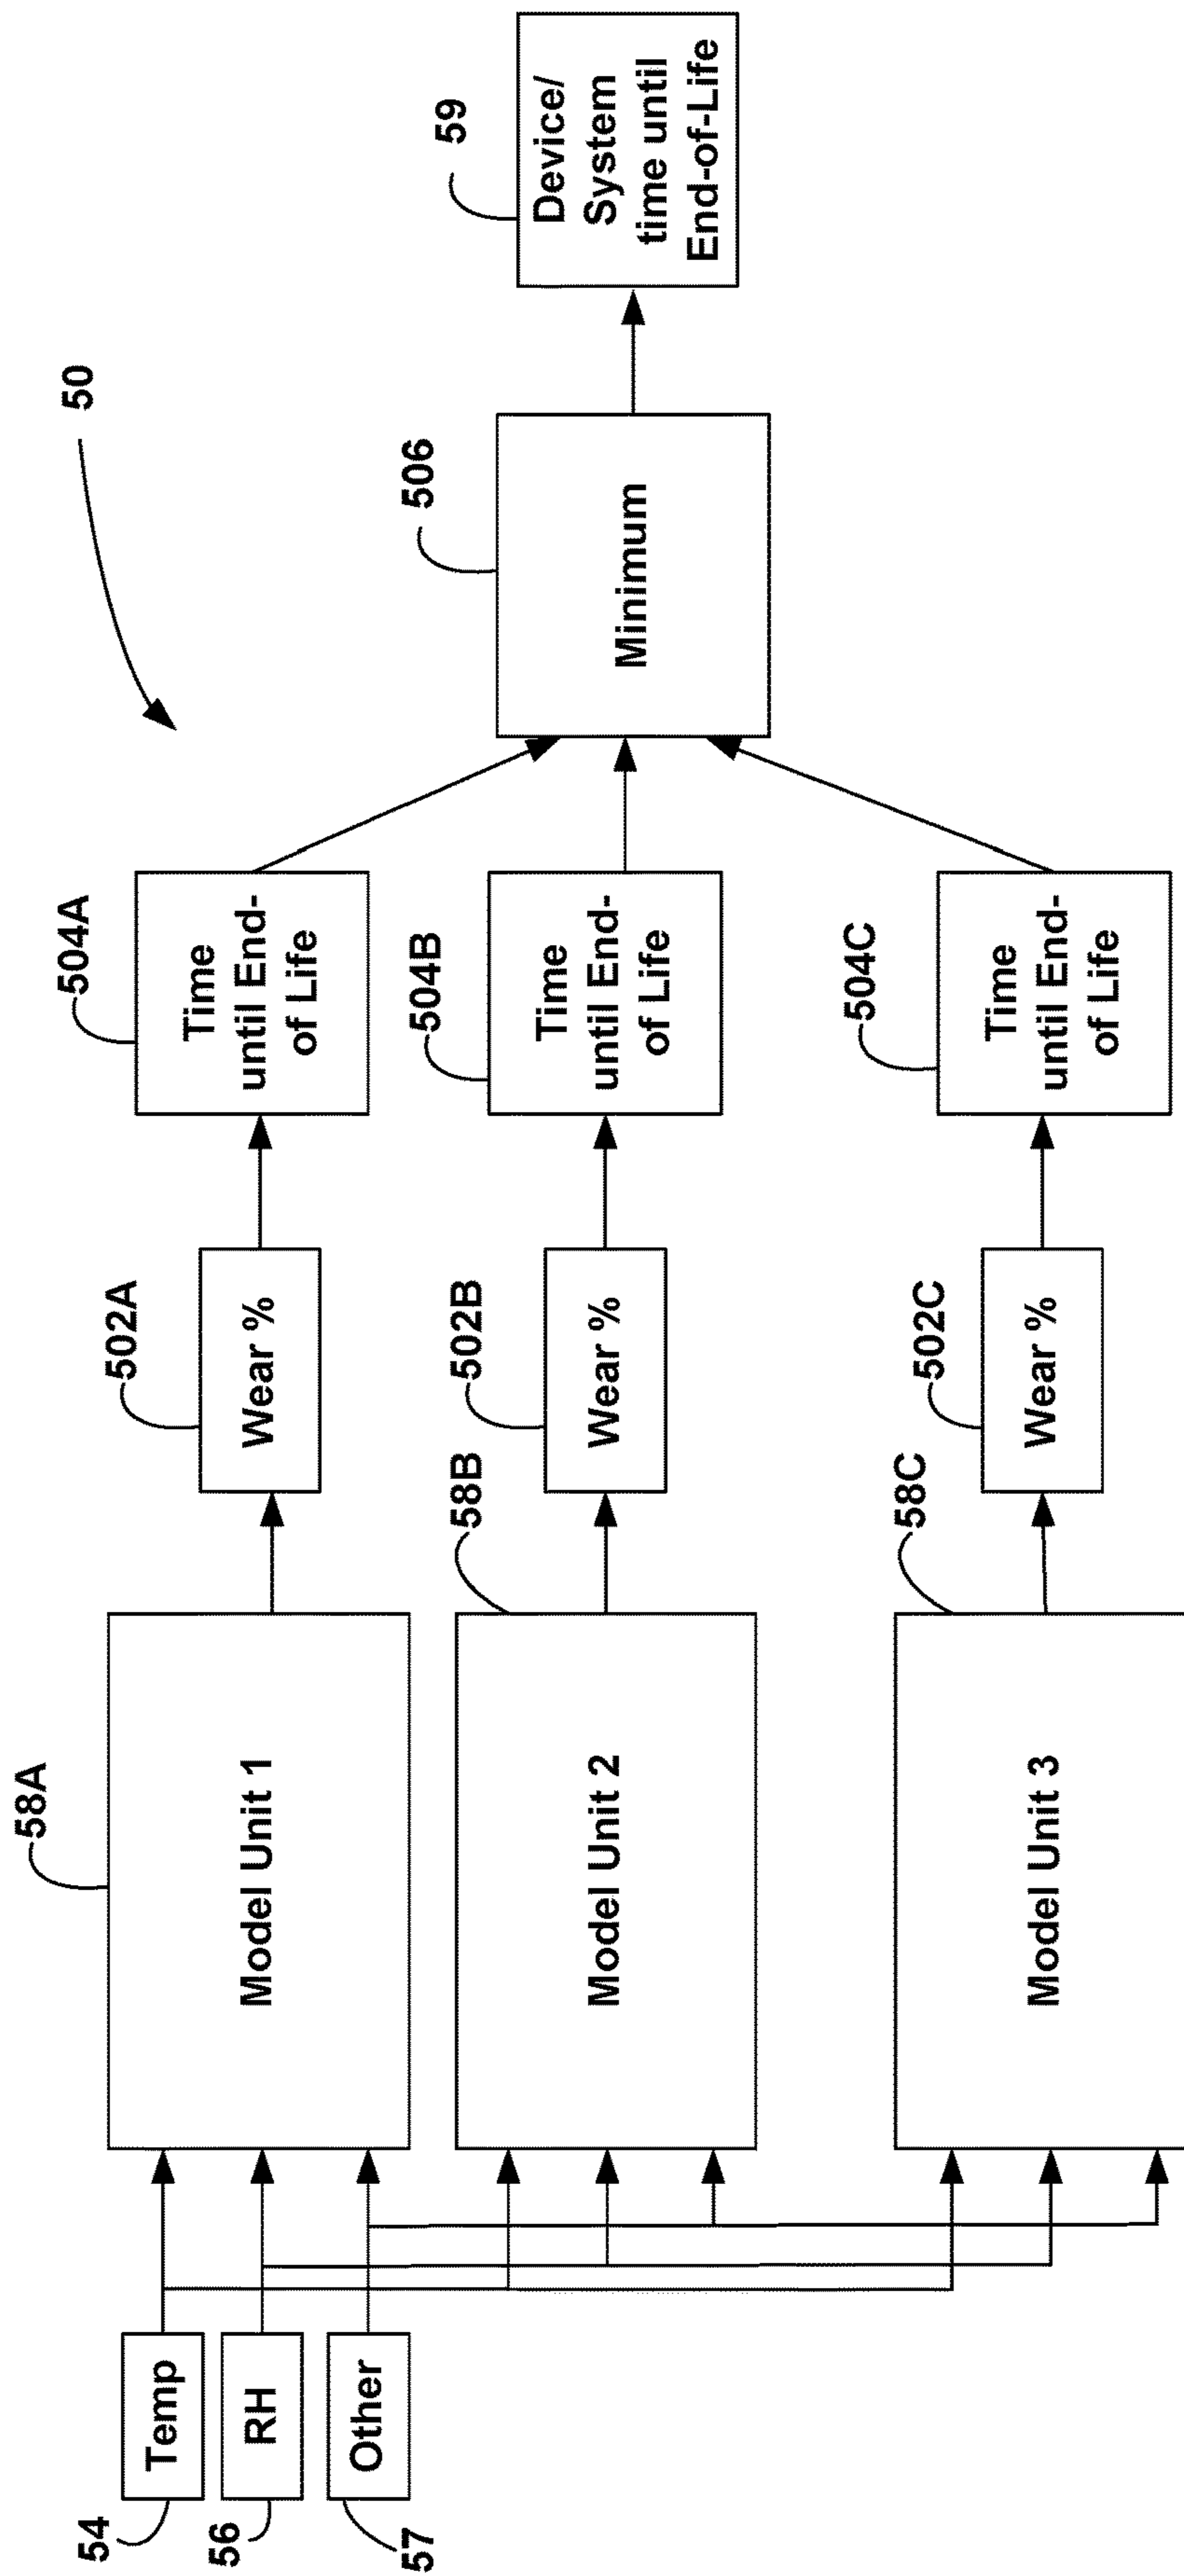 50
54
Temp
56
RH
57
Other
58A
Model Unit 1
502A
Wear %
504A
Time
until End-
of Life
58B
Model Unit 2
502B
Wear %
504B
Time
until End-
of Life
58C
Model Unit 3
502C
Wear %
504C
Time
until End-
of Life
506
Minimum
59
Device/
System
time until
End-of-Life